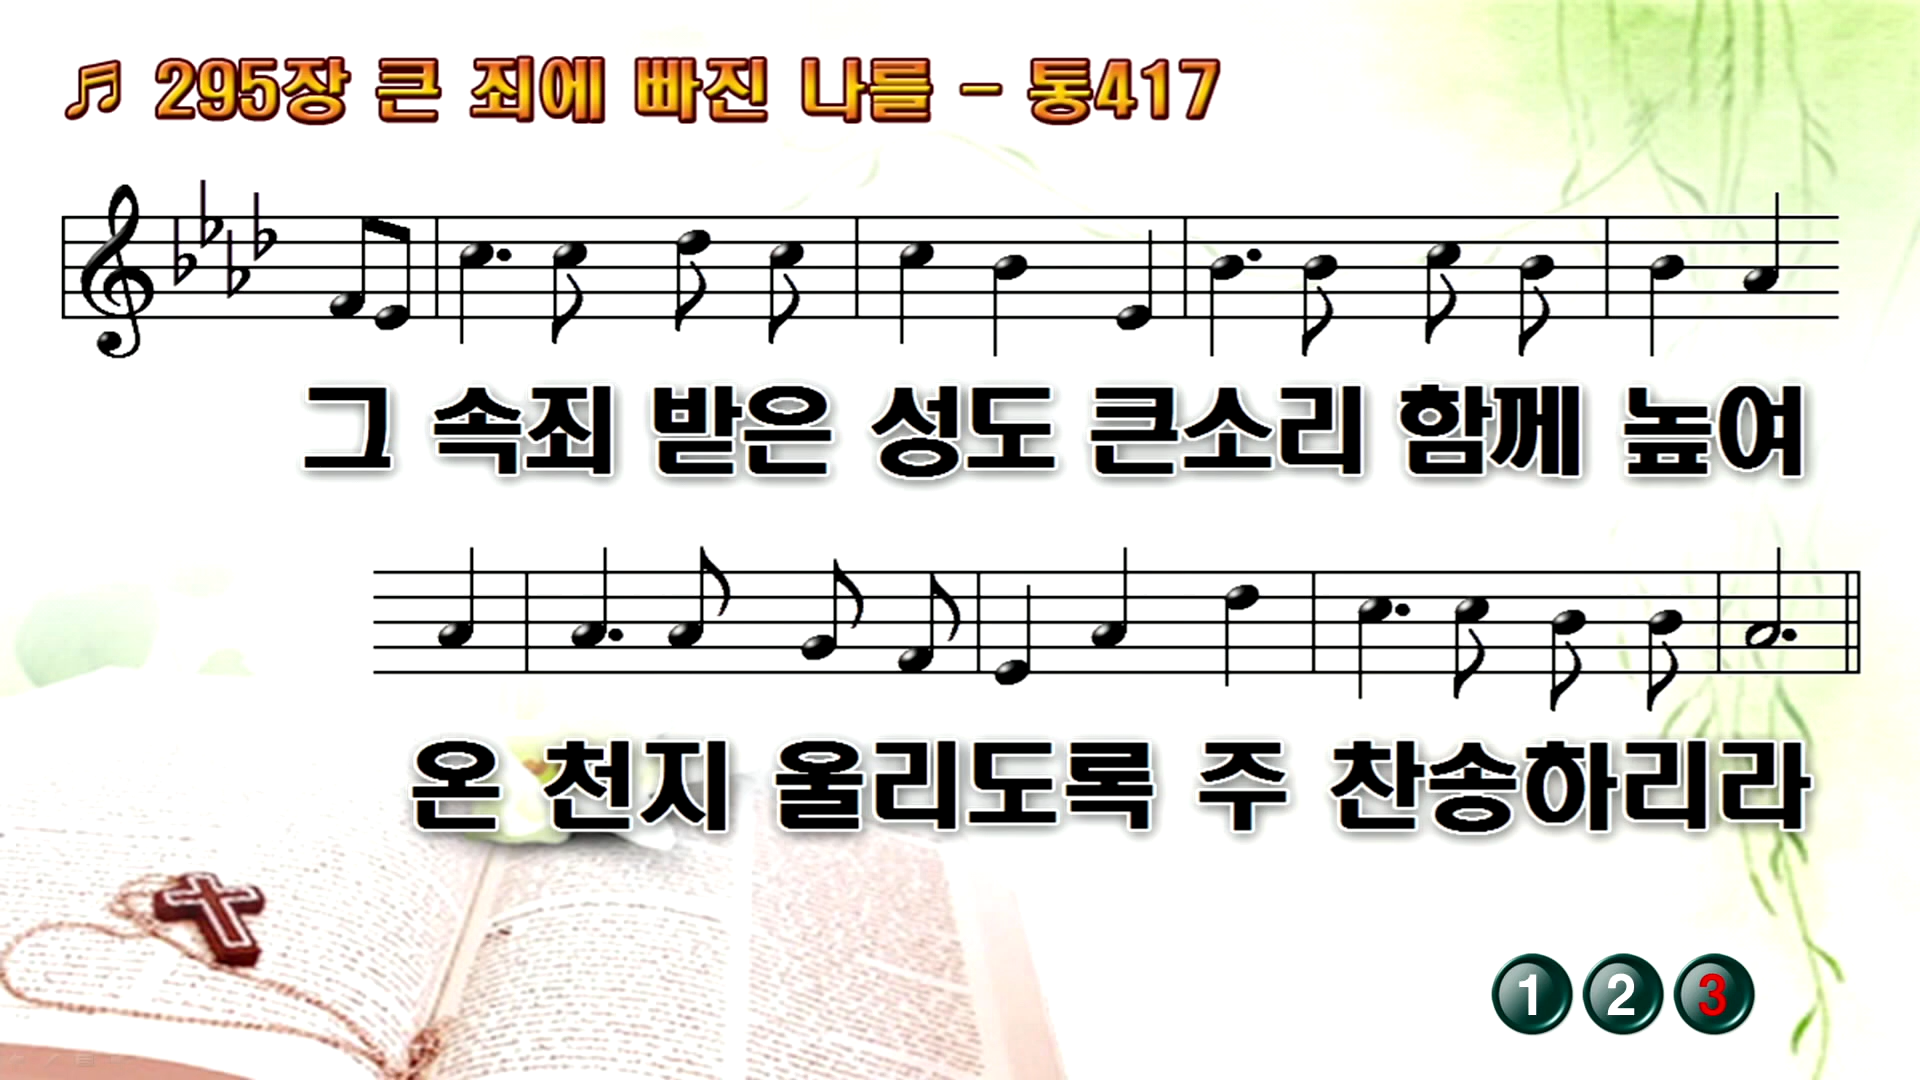 ♬ 295장 큰 죄에 빠진 나를 - 통417
그 속죄 받은 성도 큰소리 함께 높여
온 천지 울리도록 주 찬송하리라
1 2 3